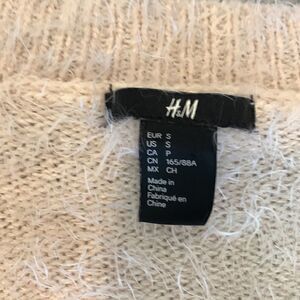 H&M
EUR S
US S
CA P
CN 165/88A
MX CH
Made in
China
Fabriqué en
Chine